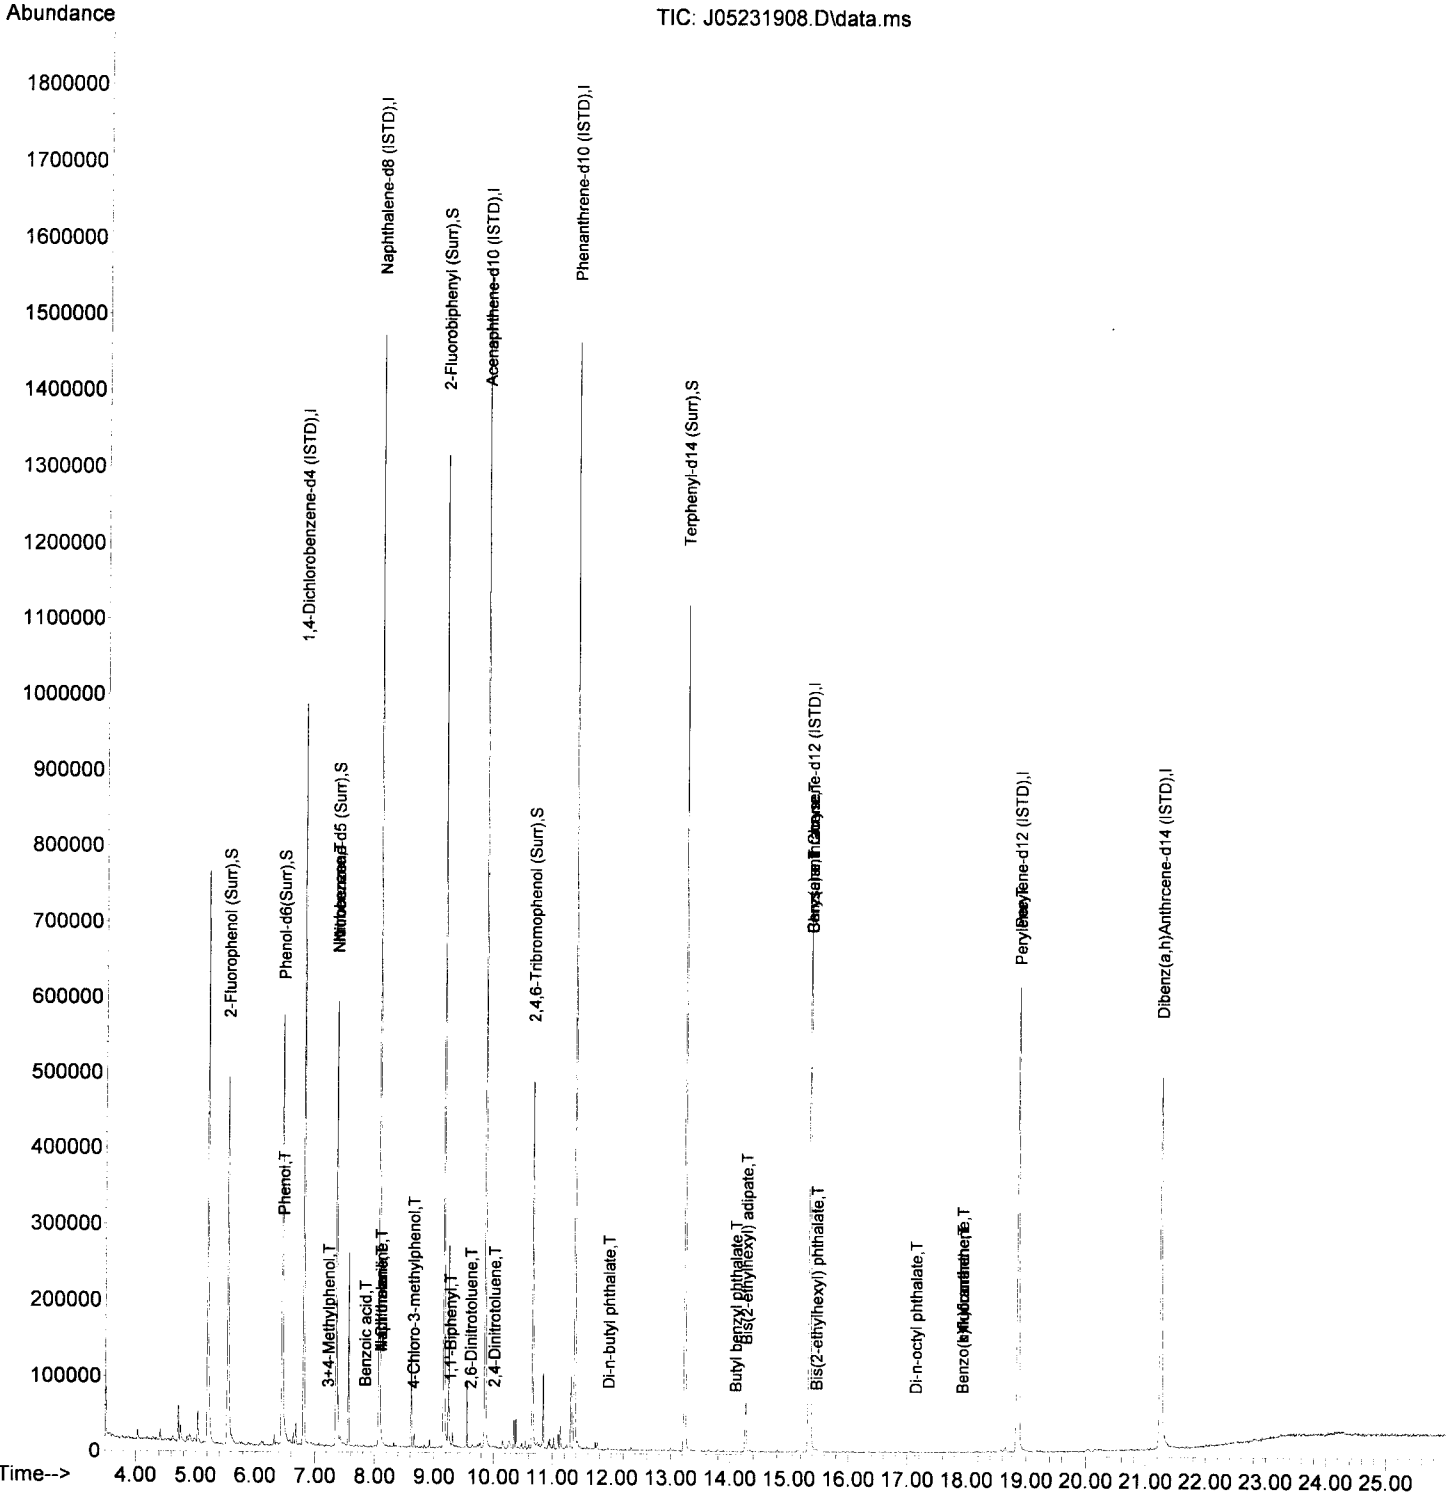 Abundance
TIC: J05231908.D\data.ms
1800000
1700000
1600000
1500000
1400000
1300000
1200000
1100000
1000000
900000
800000
700000
600000
500000
400000
300000
200000
100000
0
2-Fluorophenol (Surr),S
Phenol-d6(Surr),S
Phenol,T
1,4-Dichlorobenzene-d4 (ISTD),I
3+4-Methylphenol,T
-d5 (Surr),S
Benzoic acid,T
Naphthalene-d8 (ISTD),I
4-Chloro-3-methylphenol,T
2-Fluorobiphenyl (Surr),S
1,1'-Biphenyl,T
2,6-Dinitrotoluene,T
Acenaphthene-d10 (ISTD),I
2,4-Dinitrotoluene,T
2,4,6-Tribromophenol (Surr),S
Phenanthrene-d10 (ISTD),I
Di-n-butyl phthalate,T
Terphenyl-d14 (Surr),S
Butyl benzyl phthalate,T
Bis(2-ethylhexyl) adipate,T
Chrysene-d12 (ISTD),I
Bis(2-ethylhexyl) phthalate,T
Di-n-octyl phthalate,T
Perylene-d12 (ISTD),I
Dibenz(a,h)Anthrcene-d14 (ISTD),I
Time-->
4.00 5.00 6.00 7.00 8.00 9.00 10.00 11.00 12.00 13.00 14.00 15.00 16.00 17.00 18.00 19.00 20.00 21.00 22.00 23.00 24.00 25.00